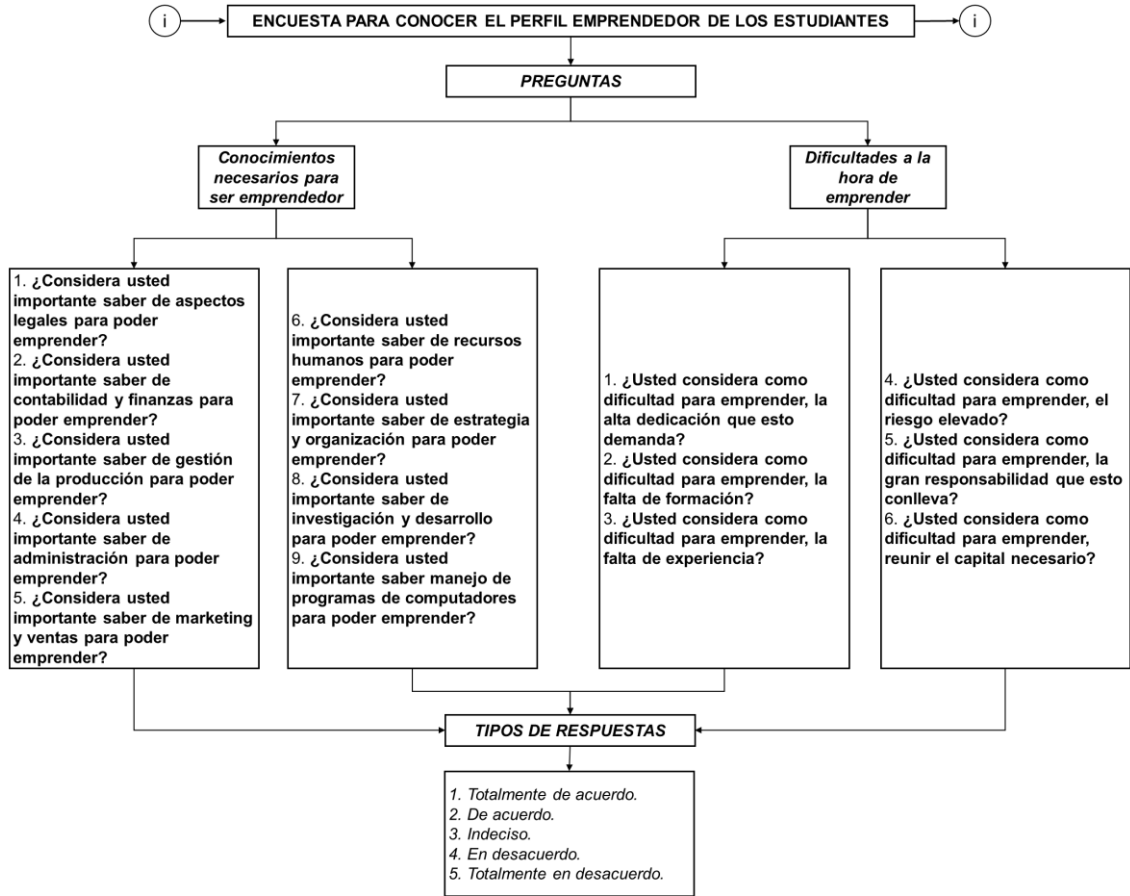 i
ENCUESTA PARA CONOCER EL PERFIL EMPRENDEDOR DE LOS ESTUDIANTES
i
PREGUNTAS
Conocimientos
necesarios para
ser emprendedor
Dificultades a la
hora de
emprender
1. ¿Considera usted
importante saber de aspectos
legales para poder
emprender?
2. ¿Considera usted
importante saber de
contabilidad y finanzas para
poder emprender?
3. ¿Considera usted
importante saber de gestión
de la producción para poder
emprender?
4. ¿Considera usted
importante saber de
administración para poder
emprender?
5. ¿Considera usted
importante saber de marketing
y ventas para poder
emprender?
6. ¿Considera usted
importante saber de recursos
humanos para poder
emprender?
7. ¿Considera usted
importante saber de estrategia
y organización para poder
emprender?
8. ¿Considera usted
importante saber de
investigación y desarrollo
para poder emprender?
9. ¿Considera usted
importante saber manejo de
programas de computadores
para poder emprender?
1. ¿Usted considera como
dificultad para emprender, la
alta dedicación que esto
demanda?
2. ¿Usted considera como
dificultad para emprender, la
falta de formación?
3. ¿Usted considera como
dificultad para emprender, la
falta de experiencia?
4. ¿Usted considera como
dificultad para emprender, el
riesgo elevado?
5. ¿Usted considera como
dificultad para emprender, la
gran responsabilidad que esto
conlleva?
6. ¿Usted considera como
dificultad para emprender,
reunir el capital necesario?
TIPOS DE RESPUESTAS
1. Totalmente de acuerdo.
2. De acuerdo.
3. Indeciso.
4. En desacuerdo.
5. Totalmente en desacuerdo.